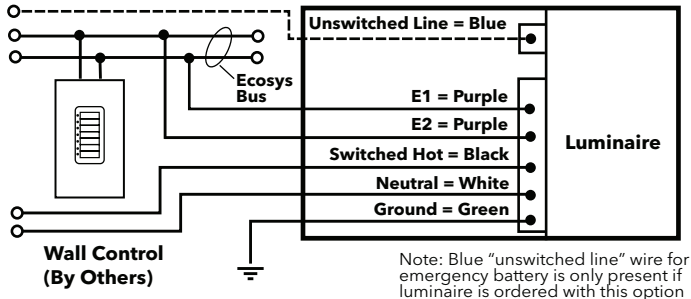 Unswitched Line = Blue
Ecosys
Bus
E1 = Purple
E2 = Purple
Luminaire
Switched Hot = Black
Neutral = White
Ground = Green
Wall Control
(By Others)
Note: Blue “unswitched line” wire for
emergency battery is only present if
luminaire is ordered with this option